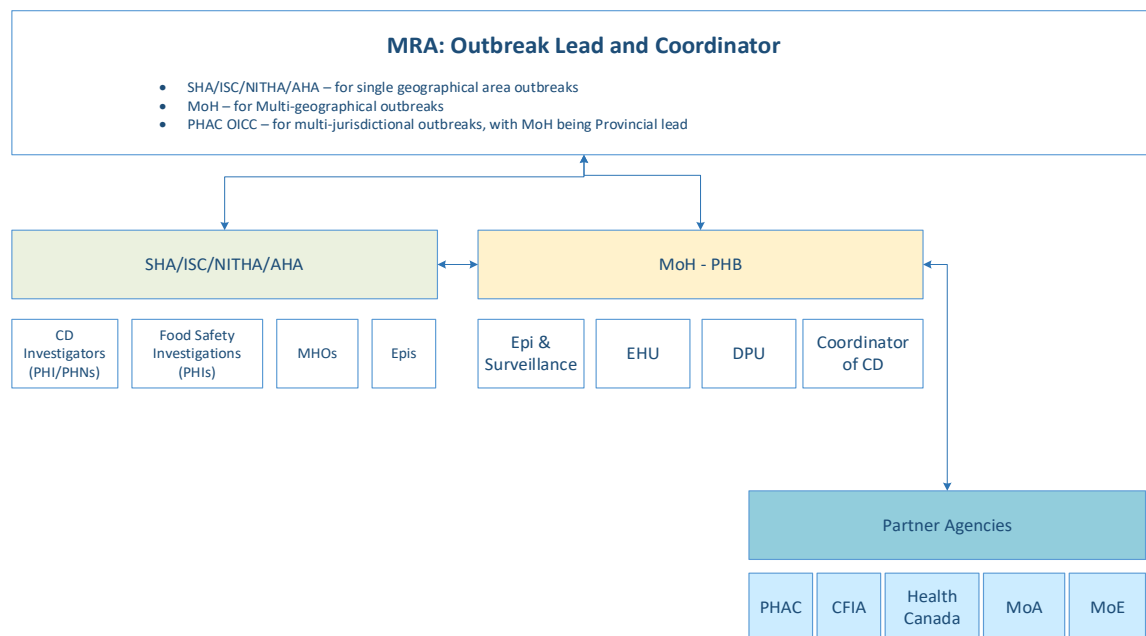 MRA: Outbreak Lead and Coordinator
• SHA/ISC/NITHA/AHA – for single geographical area outbreaks
• MoH – for Multi-geographical outbreaks
• PHAC OICC – for multi-jurisdictional outbreaks, with MoH being Provincial lead
SHA/ISC/NITHA/AHA
MoH - PHB
CD
Investigators
(PHI/PHNs)
Food Safety
Investigations
(PHIs)
MHOs
Epis
Epi &
Surveillance
EHU
DPU
Coordinator
of CD
Partner Agencies
PHAC
CFIA
Health
Canada
MoA
MoE